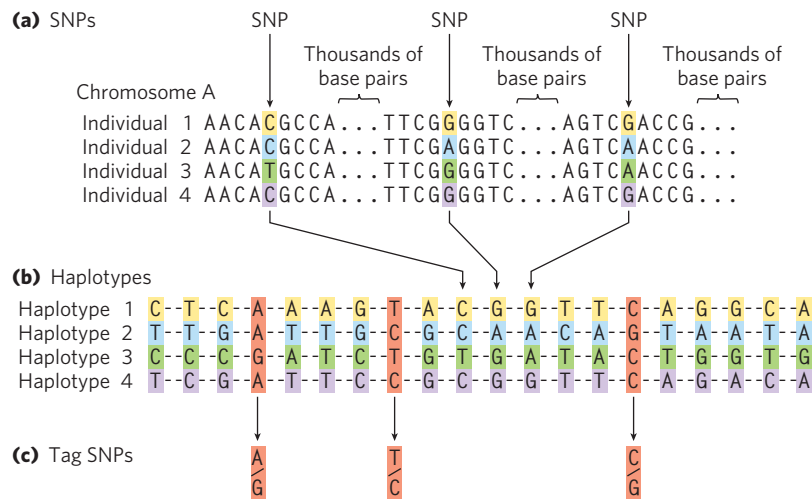 (a) SNPs SNP SNP SNP
Thousands of base pairs Thousands of base pairs Thousands of base pairs
Chromosome A
Individual 1 AACACGCCA...TTCGGGGTC...AGTCGACCG...
Individual 2 AACACGCCA...TTCGAGGTC...AGTCAACCG...
Individual 3 AACATGCCA...TTCGGGGTC...AGTCAACCG...
Individual 4 AACACGCCA...TTCGGGGTC...AGTCGACCG...
(b) Haplotypes
Haplotype 1 C--T--C--A--A--A--G--T--A--C--G--G--T--T--C--A--G--G--C--A
Haplotype 2 T--T--G--A--T--T--G--C--G--C--A--A--C--A--G--T--A--A--T--A
Haplotype 3 C--C--C--G--A--T--C--T--G--T--G--A--T--A--C--T--G--G--T--G
Haplotype 4 T--C--G--A--T--T--C--C--G--C--G--G--T--T--C--A--G--A--C--A
(c) Tag SNPs A/G T/C C/G